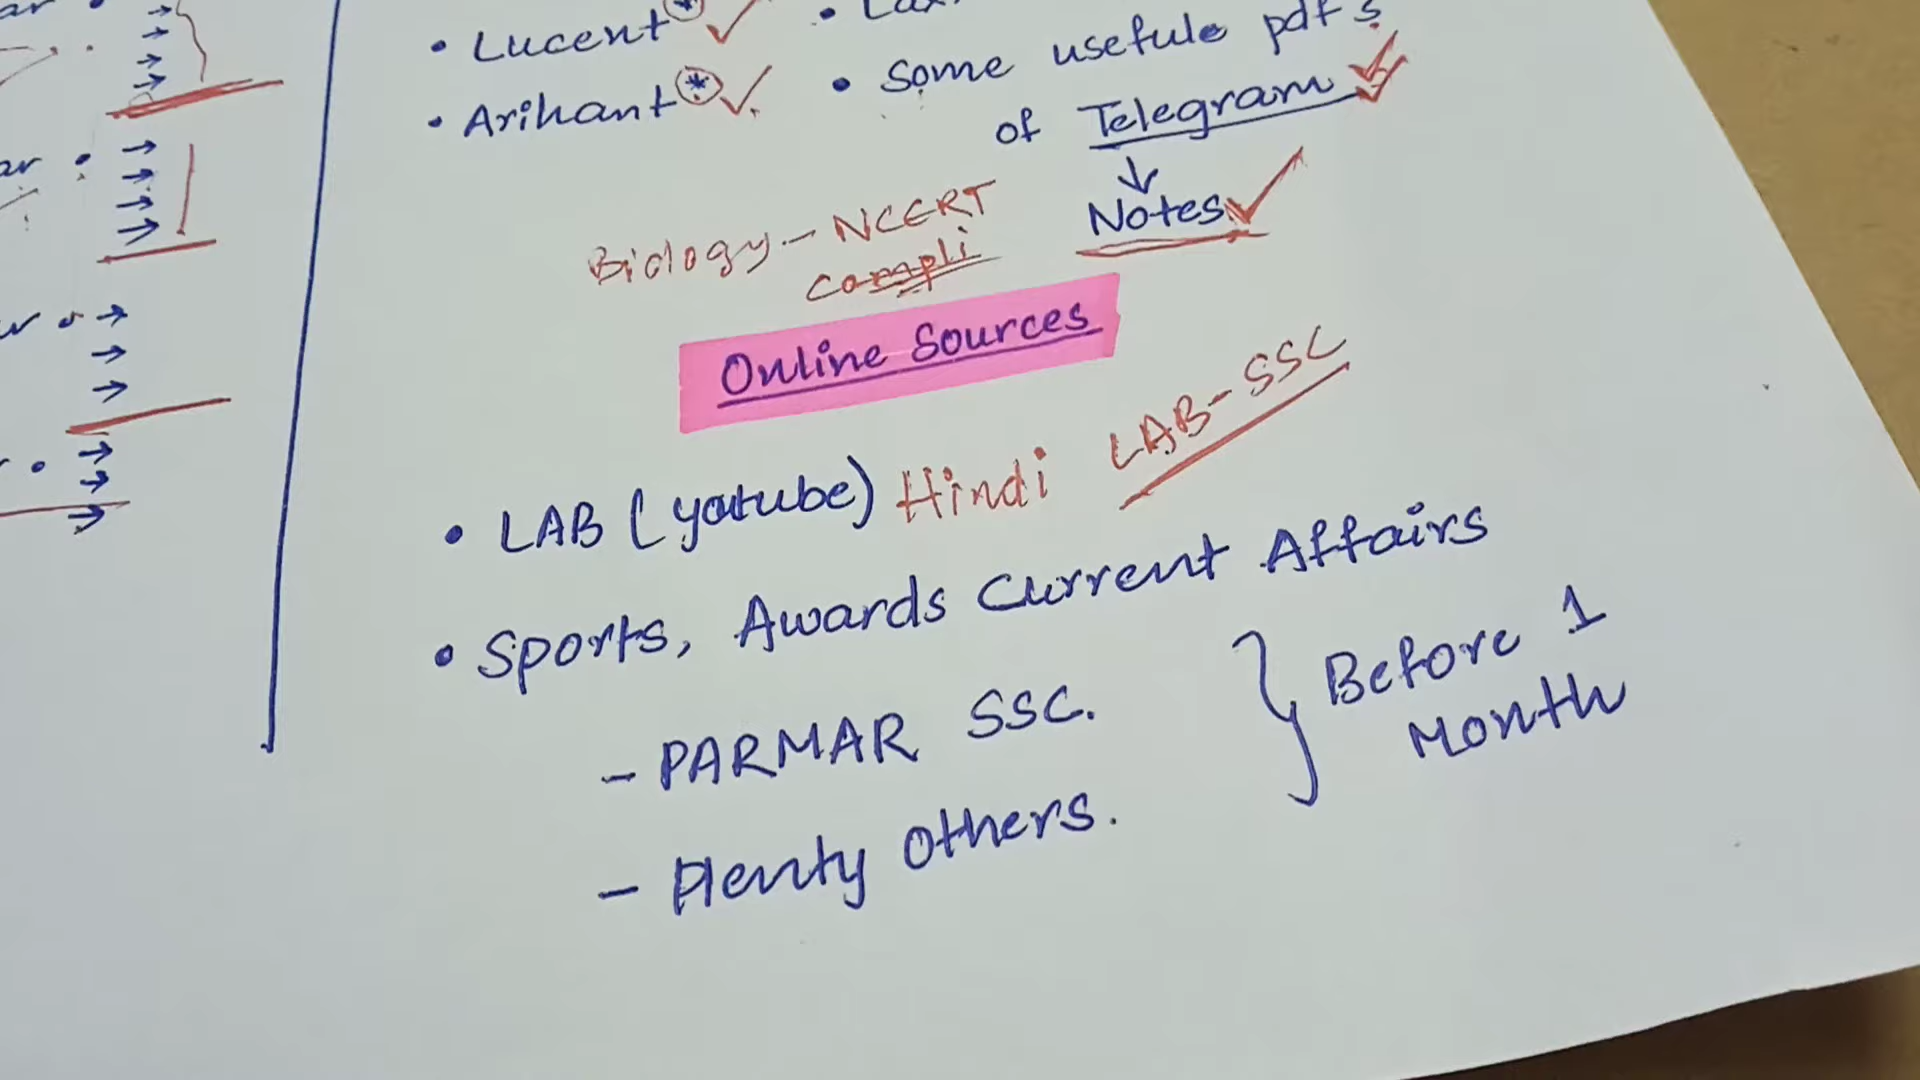 • Lucent
• Arihant
• Some usefule pdf's
of Telegram
↓
Notes
Biology - NCERT
compli
Online Sources
• LAB (yotube) Hindi LAB-SSC
• Sports, Awards Current Affairs
- PARMAR SSC.
- Plenty Others.
Before 1
Month